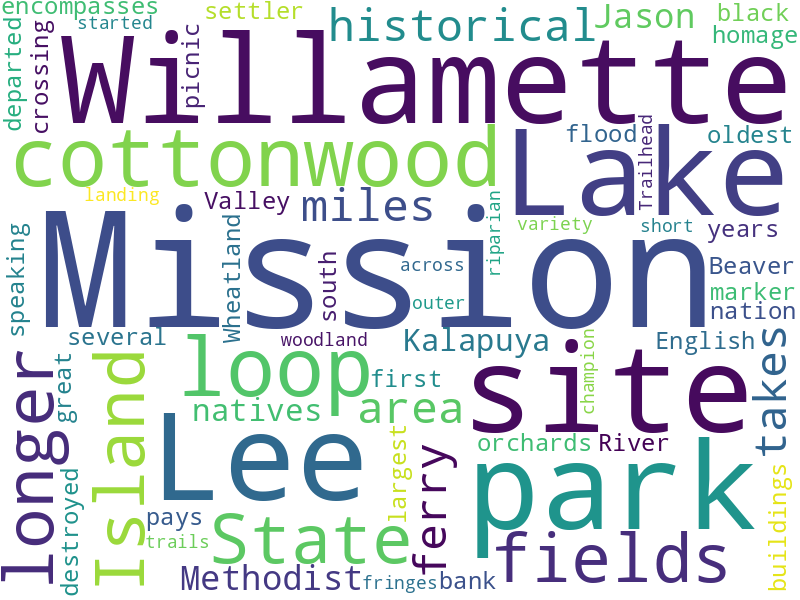 encompasses
started
settler
historical
Jason
black
homage
departed
crossing
picnic
Willamette
cottonwood
Lake
flood
oldest
Trailhead
landing
Valley
miles
riparian
variety
short
years
Mission
speaking
Wheatland
south
across
outer
Beaver
marker
nation
several
woodland
Kalapuya
English
longer
great
Island
loop
first
champion
site
takes
natives
area
orchards
River
Lee
largest
ferry
park
destroyed
pays
trails
State
fields
buildings
Methodist
fringes
bank